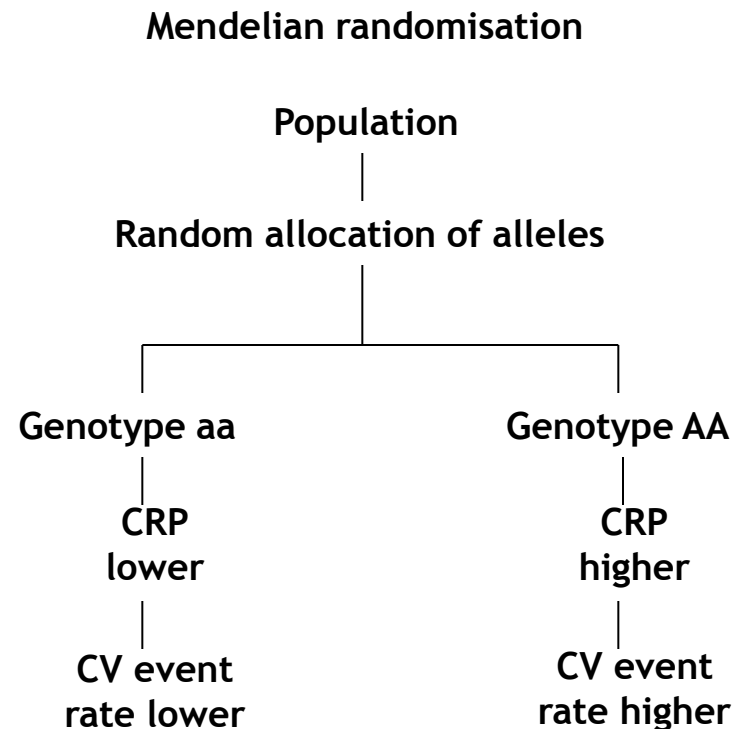 Mendelian randomisation
Population
Random allocation of alleles
Genotype aa
Genotype AA
CRP
lower
CRP
higher
CV event
rate lower
CV event
rate higher